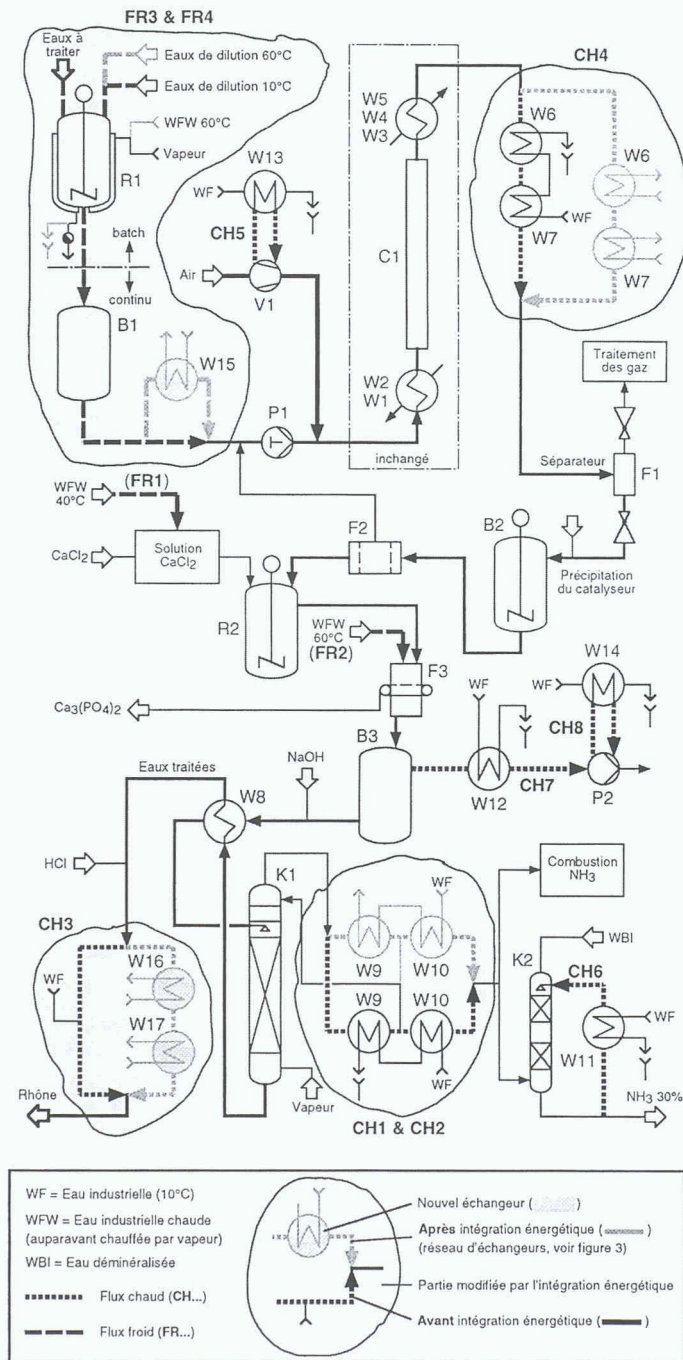 FR3 & FR4
Eaux à
traiter
Eaux de dilution 60°C
Eaux de dilution 10°C
WFW 60°C
Vapeur
R1
batch
continu
B1
W15
W13
WF
CH5
Air
V1
P1
W5
W4
W3
C1
W2
W1
inchangé
CH4
W6
W6
WF
W7
W7
Traitement
des gaz
Séparateur
F1
(FR1)
WFW
40°C
CaCl2
Solution
CaCl2
R2
F2
B2
Précipitation
du catalyseur
WFW
60°C
(FR2)
F3
Ca3(PO4)2
B3
WF
W12
CH7
W14
WF
CH8
P2
Eaux traitées
NaOH
W8
HCl
K1
Combustion
NH3
CH3
WF
W16
W17
Rhône
WF
W9
W10
W9
W10
WF
Vapeur
CH1 & CH2
K2
WBI
CH6
WF
W11
NH3 30%
WF = Eau industrielle (10°C)
WFW = Eau industrielle chaude
(auparavant chauffée par vapeur)
WBI = Eau déminéralisée
Flux chaud (CH...)
Flux froid (FR...)
Nouvel échangeur ( )
Après intégration énergétique ( )
(réseau d'échangeurs, voir figure 3)
Partie modifiée par l'intégration énergétique
Avant intégration énergétique ( )